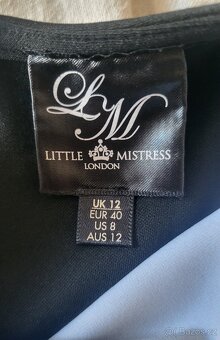 LM
LITTLE MISTRESS
LONDON
UK 12
EUR 40
US 8
AUS 12